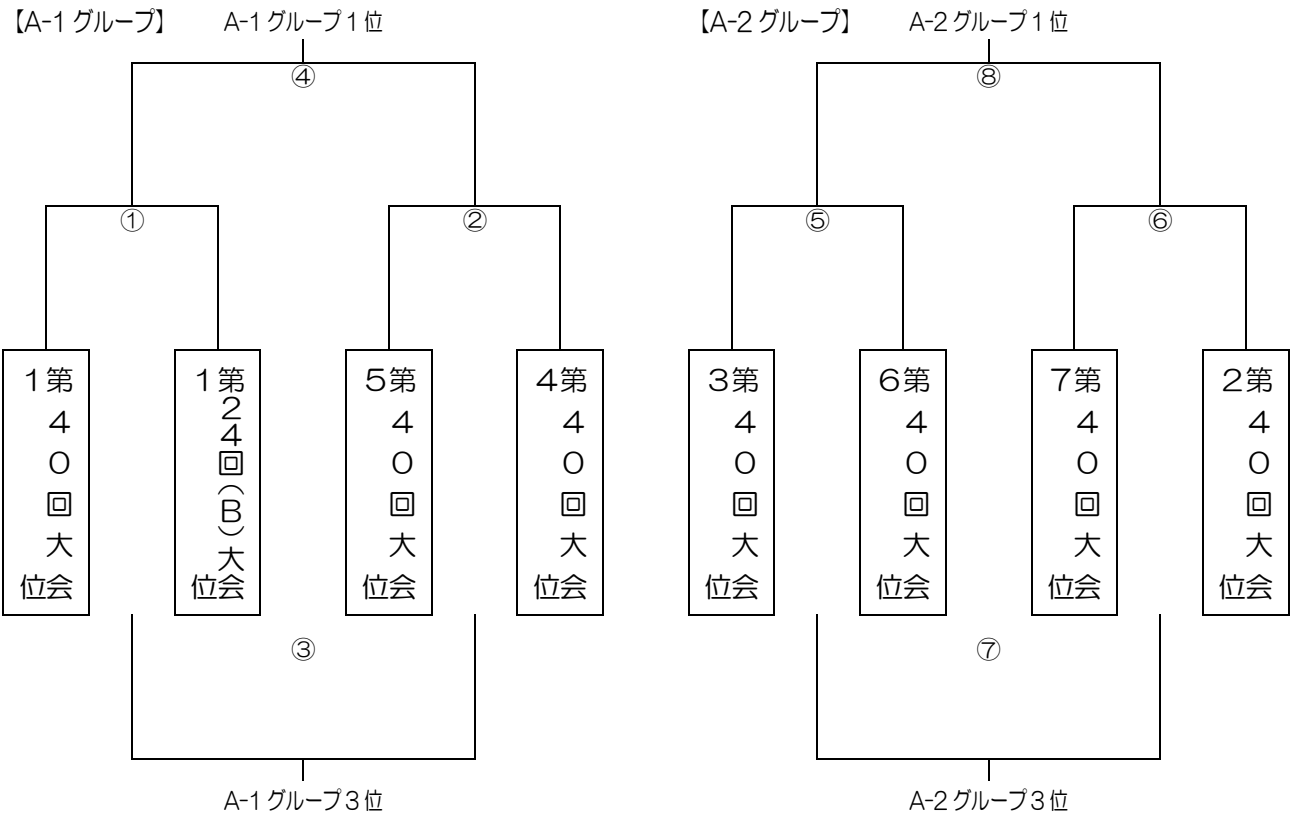 【A-1グループ】
A-1グループ1位
④
①
②
第40回大会
1位
第24回(B)大会
1位
第40回大会
5位
第40回大会
4位
③
A-1グループ3位
【A-2グループ】
A-2グループ1位
⑧
⑤
⑥
第40回大会
3位
第40回大会
6位
第40回大会
7位
第40回大会
2位
⑦
A-2グループ3位